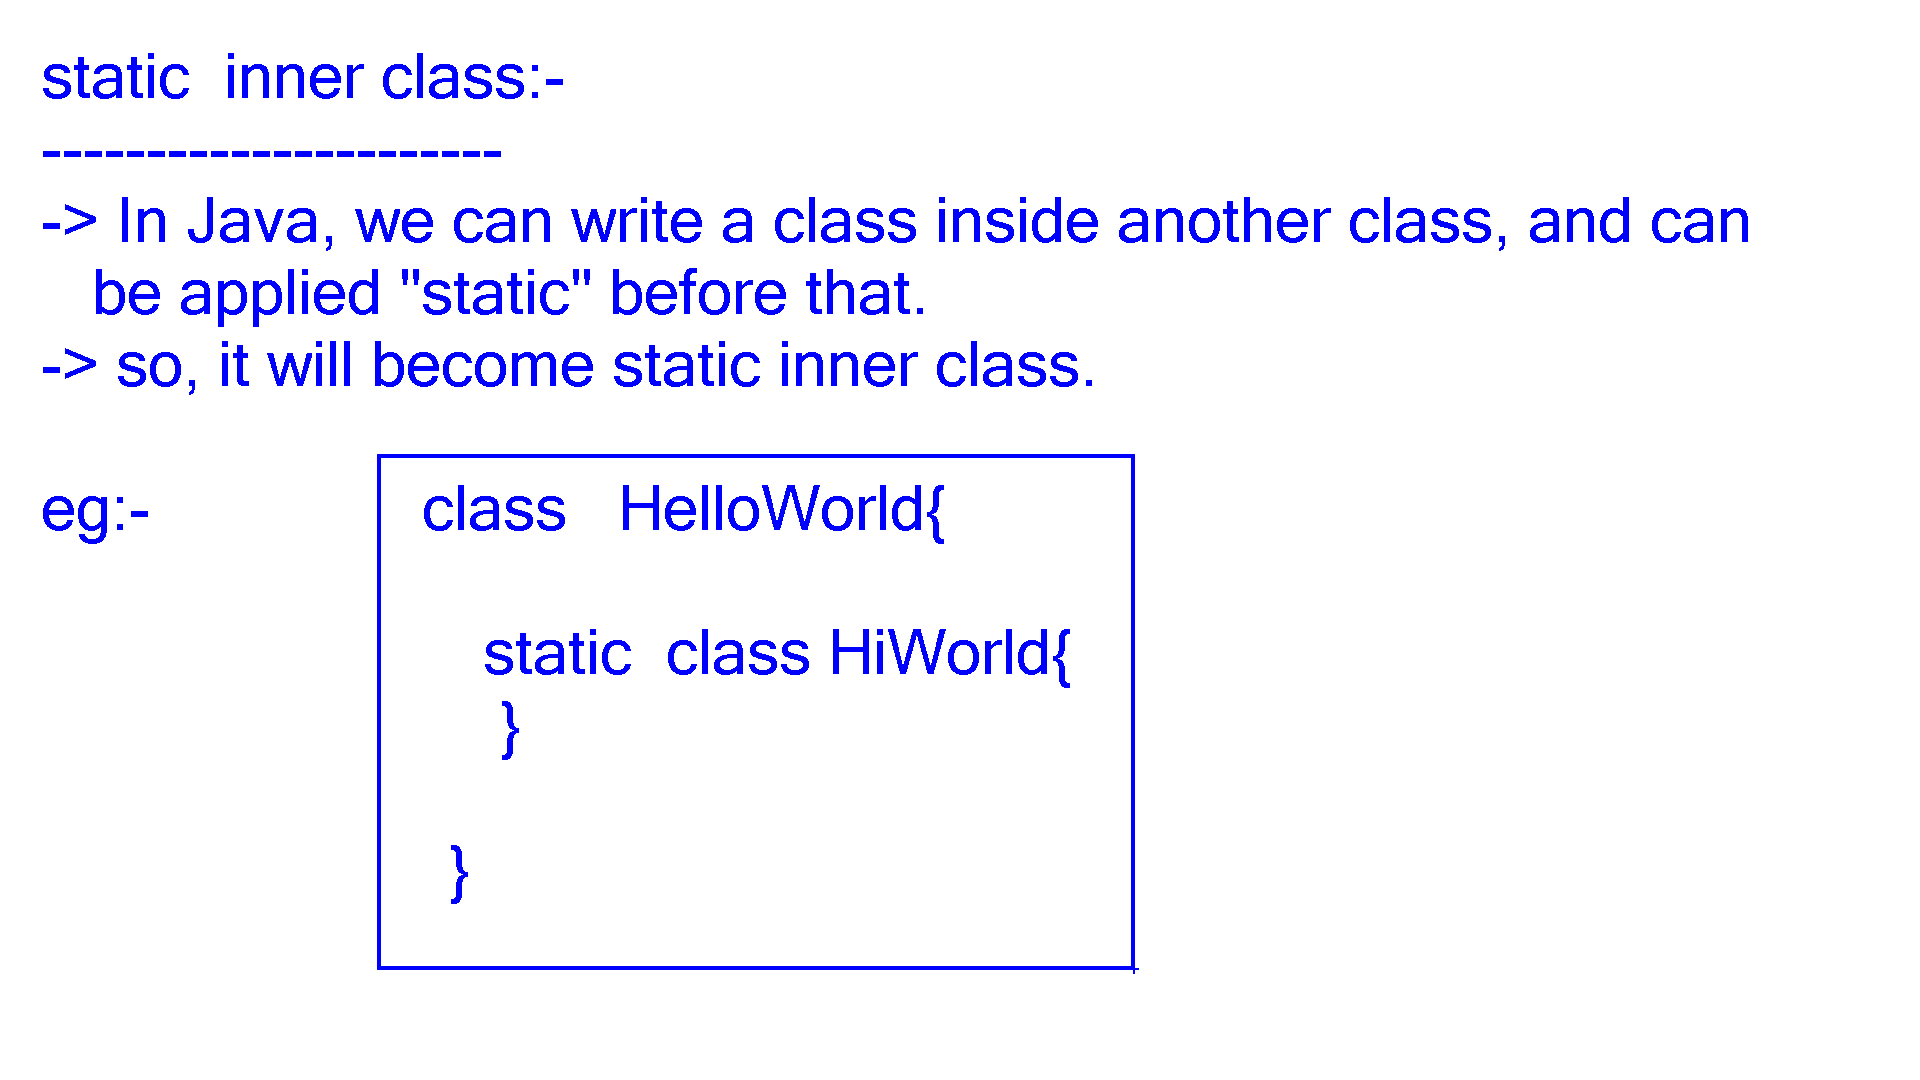 static  inner class:-
----------------------
-> In Java, we can write a class inside another class, and can
be applied "static" before that.
-> so, it will become static inner class.
eg:-
class   HelloWorld{
static  class HiWorld{
}
}